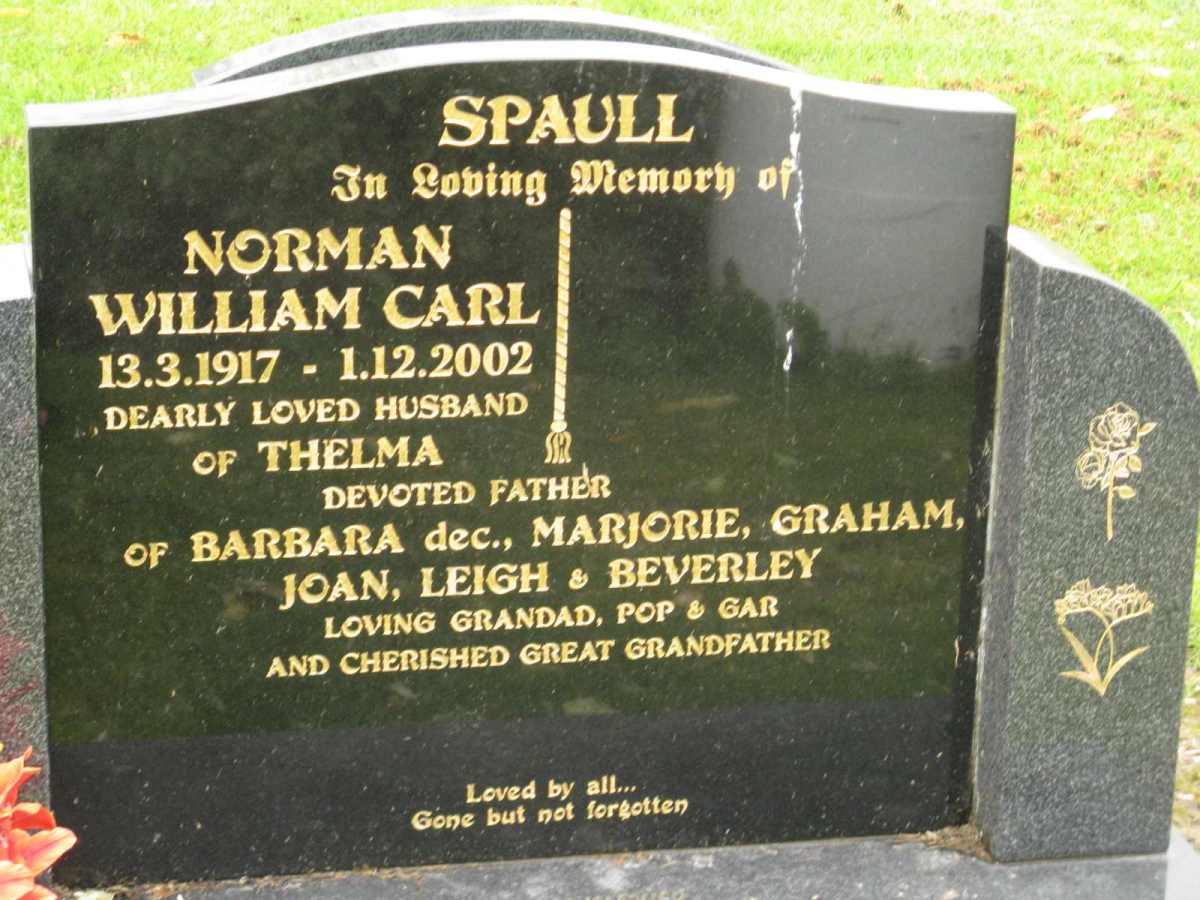 SPAULL
In Loving Memory of
NORMAN
WILLIAM CARL
13.3.1917 - 1.12.2002
DEARLY LOVED HUSBAND
OF THELMA
DEVOTED FATHER
OF BARBARA dec., MARJORIE, GRAHAM,
JOAN, LEIGH & BEVERLEY
LOVING GRANDAD, POP & GAR
AND CHERISHED GREAT GRANDFATHER
Loved by all...
Gone but not forgotten